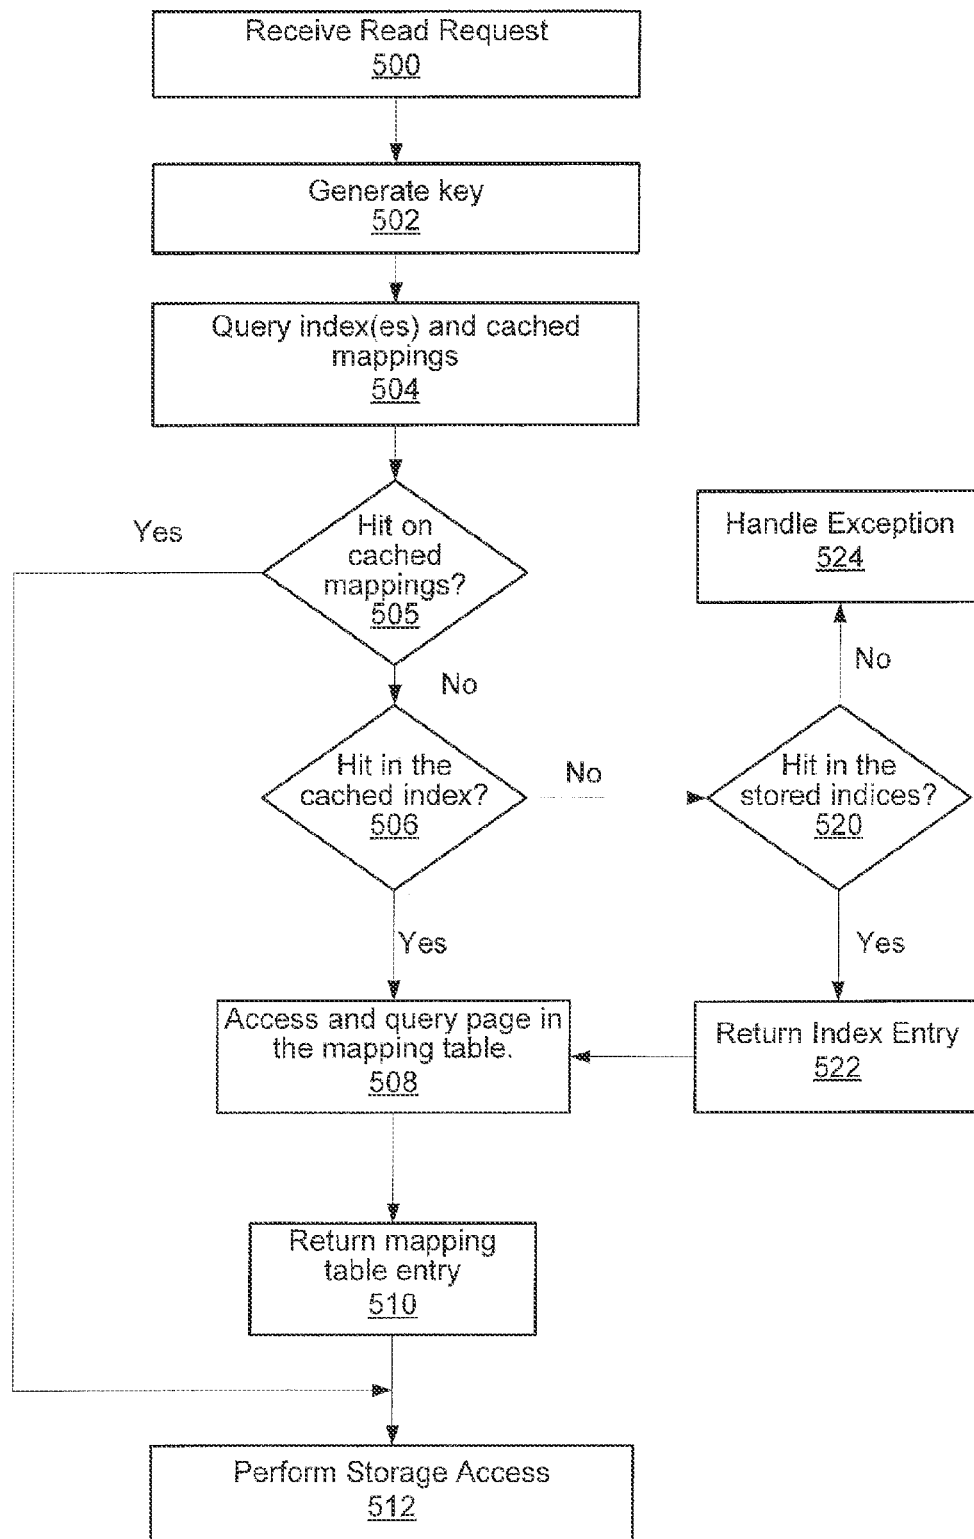 Receive Read Request
500
Generate key
502
Query index(es) and cached
mappings
504
Yes
Hit on
cached
mappings?
505
Handle Exception
524
No
No
Hit in the
cached index?
506
No
Hit in the
stored indices?
520
Yes
Yes
Access and query page in
the mapping table.
508
Return Index Entry
522
Return mapping
table entry
510
Perform Storage Access
512